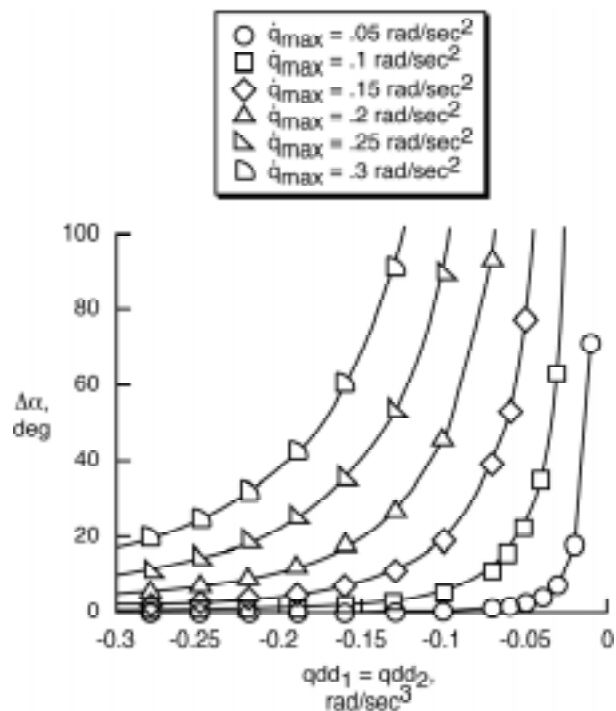 q̇max = .05 rad/sec²
q̇max = .1 rad/sec²
q̇max = .15 rad/sec²
q̇max = .2 rad/sec²
q̇max = .25 rad/sec²
q̇max = .3 rad/sec²
100
80
60
40
20
0
Δα,
deg
-0.3 -0.25 -0.2 -0.15 -0.1 -0.05 0
qdd₁ = qdd₂,
rad/sec³